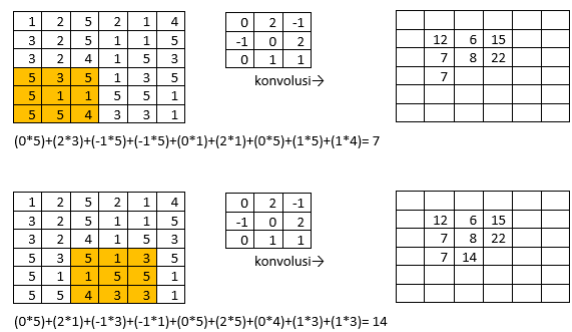 1 2 5 2 1 4 0 2 -1
3 2 5 1 1 5 -1 0 2 12 6 15
3 2 4 1 5 3 0 1 1 7 8 22
5 3 5 1 3 5 konvolusi→ 7
5 1 1 5 5 1
5 5 4 3 3 1
(0*5)+(2*3)+(-1*5)+(-1*5)+(0*1)+(2*1)+(0*5)+(1*5)+(1*4)= 7
1 2 5 2 1 4 0 2 -1
3 2 5 1 1 5 -1 0 2 12 6 15
3 2 4 1 5 3 0 1 1 7 8 22
5 3 5 1 3 5 konvolusi→ 7 14
5 1 1 5 5 1
5 5 4 3 3 1
(0*5)+(2*1)+(-1*3)+(-1*1)+(0*5)+(2*5)+(0*4)+(1*3)+(1*3)= 14